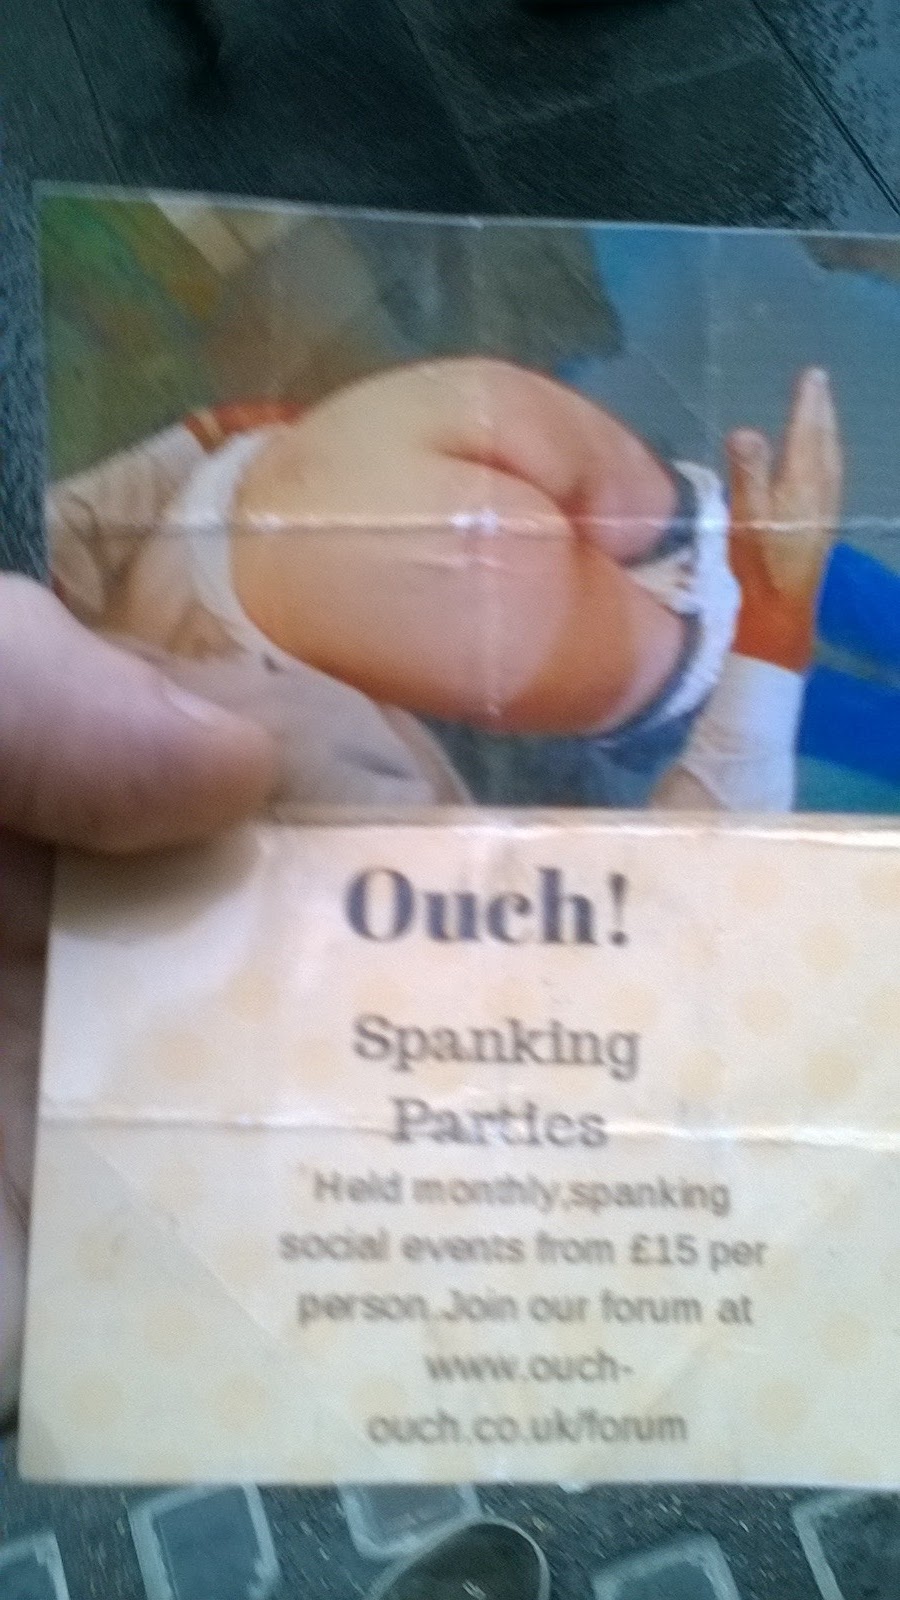 Ouch!
Spanking
Parties
Held monthly,spanking
social events from £15 per
person.Join our forum at
www.ouch-
ouch.co.uk/forum